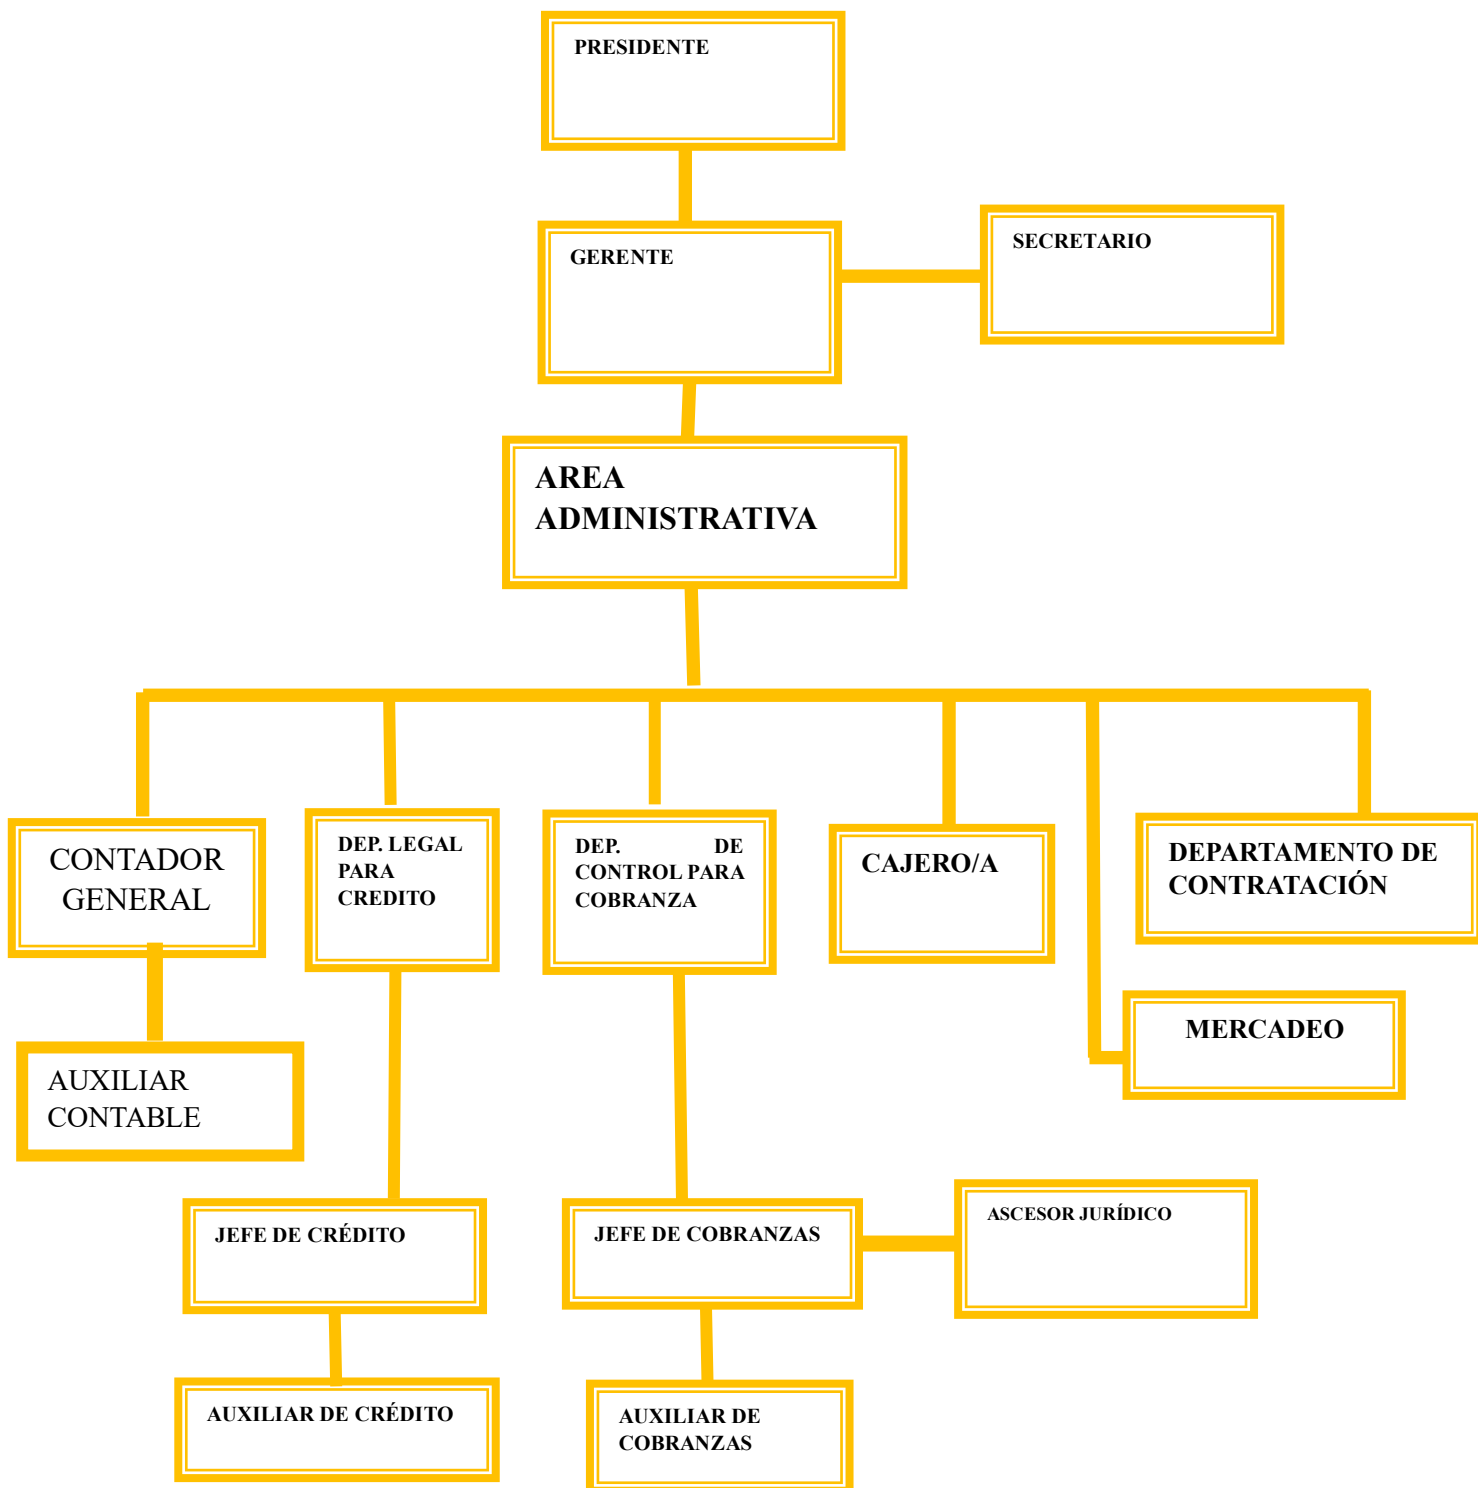 PRESIDENTE
SECRETARIO
GERENTE
AREA
ADMINISTRATIVA
CONTADOR
GENERAL
DEP. LEGAL
PARA
CREDITO
DEP. DE
CONTROL PARA
COBRANZA
CAJERO/A
DEPARTAMENTO DE
CONTRATACIÓN
MERCADEO
AUXILIAR
CONTABLE
JEFE DE CRÉDITO
JEFE DE COBRANZAS
ASCESOR JURÍDICO
AUXILIAR DE CRÉDITO
AUXILIAR DE
COBRANZAS